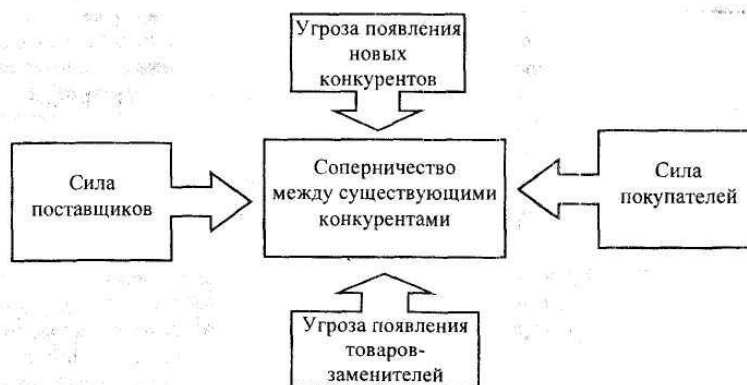 Угроза появления
новых
конкурентов
Сила
поставщиков
Соперничество
между существующими
конкурентами
Сила
покупателей
Угроза появления
товаров-
заменителей